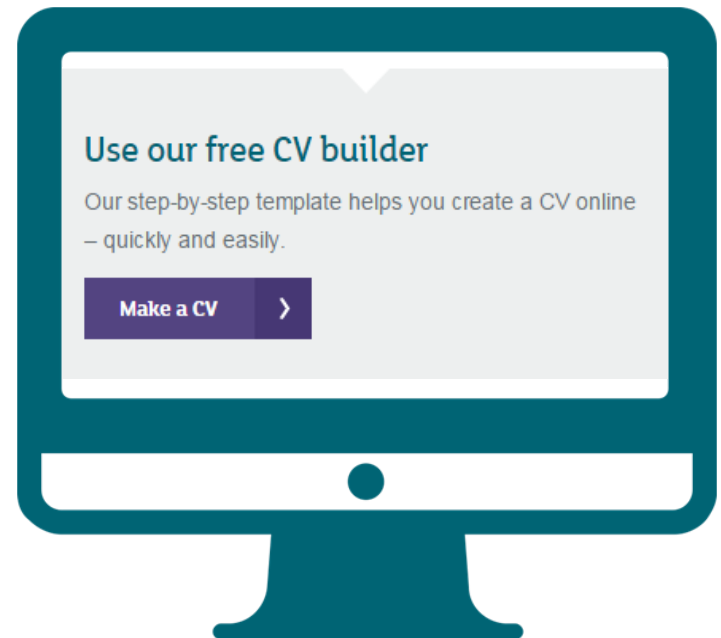 Use our free CV builder
Our step-by-step template helps you create a CV online
– quickly and easily.
Make a CV